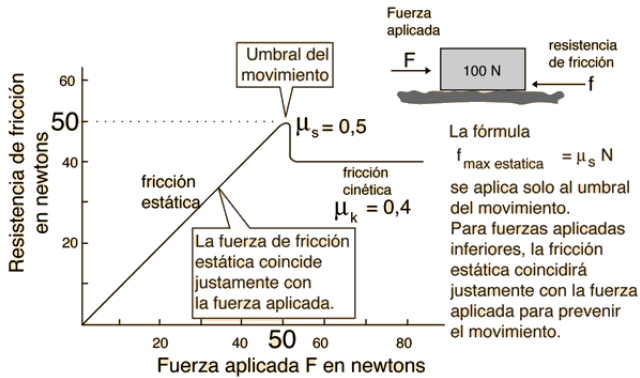 Fuerza
aplicada
F
100 N
resistencia
de fricción
f
Umbral del
movimiento
Resistencia de fricción
en newtons
60
50
40
20
μs = 0,5
fricción
estática
fricción
cinética
μk = 0,4
La fuerza de fricción
estática coincide
justamente con
la fuerza aplicada.
20
40
50
60
80
Fuerza aplicada F en newtons
La fórmula
f max estatica = μs N
se aplica solo al umbral
del movimiento.
Para fuerzas aplicadas
inferiores, la fricción
estática coincidirá
justamente con la fuerza
aplicada para prevenir
el movimiento.